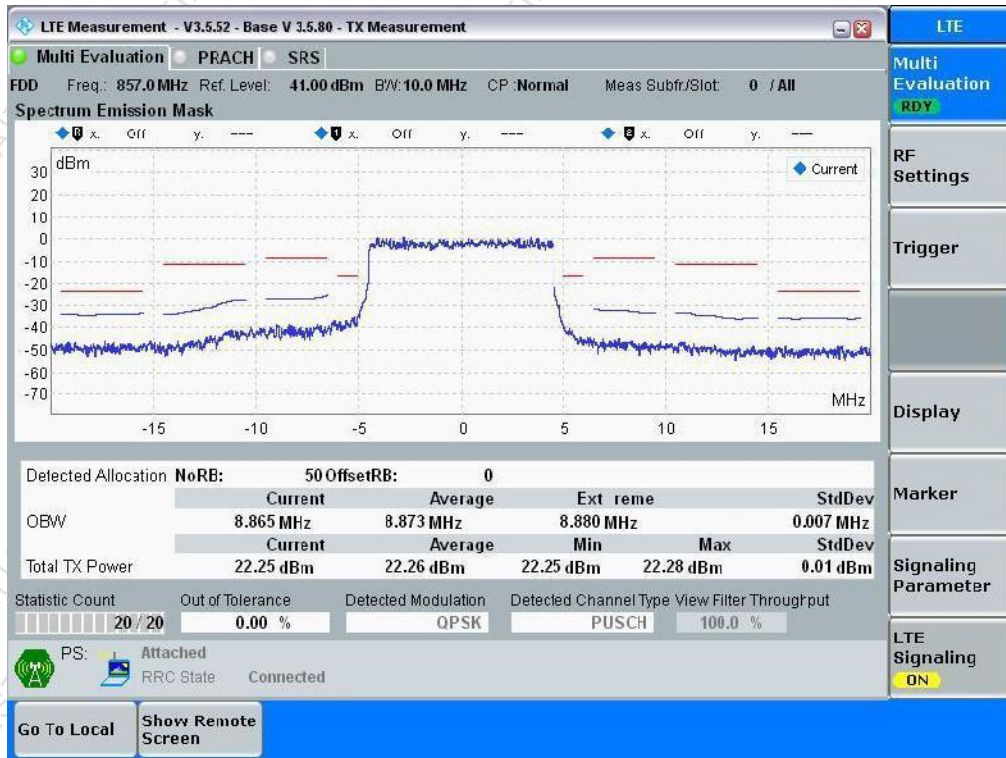 LTE Measurement - V3.5.52 - Base V 3.5.80 - TX Measurement
LTE
Multi Evaluation PRACH SRS
Multi Evaluation
RDY
FDD Freq.: 857.0 MHz Ref. Level: 41.00 dBm BW: 10.0 MHz CP :Normal Meas Subfr/Slot: 0 / All
Spectrum Emission Mask
x. Off y. --- x. Off y. --- x. Off y. ---
dBm
Current
30
20
10
0
-10
-20
-30
-40
-50
-60
-70
MHz
-15 -10 -5 0 5 10 15
RF Settings
Trigger
Display
Marker
Signaling Parameter
LTE Signaling
ON
Detected Allocation NoRB: 50 OffsetRB: 0
Current Average Ext reme StdDev
OBW 8.865 MHz 8.873 MHz 8.880 MHz 0.007 MHz
Current Average Min Max StdDev
Total TX Power 22.25 dBm 22.26 dBm 22.25 dBm 22.28 dBm 0.01 dBm
Statistic Count Out of Tolerance Detected Modulation Detected Channel Type View Filter Throughput
20 / 20 0.00 % QPSK PUSCH 100.0 %
PS: Attached
RRC State Connected
Go To Local
Show Remote Screen